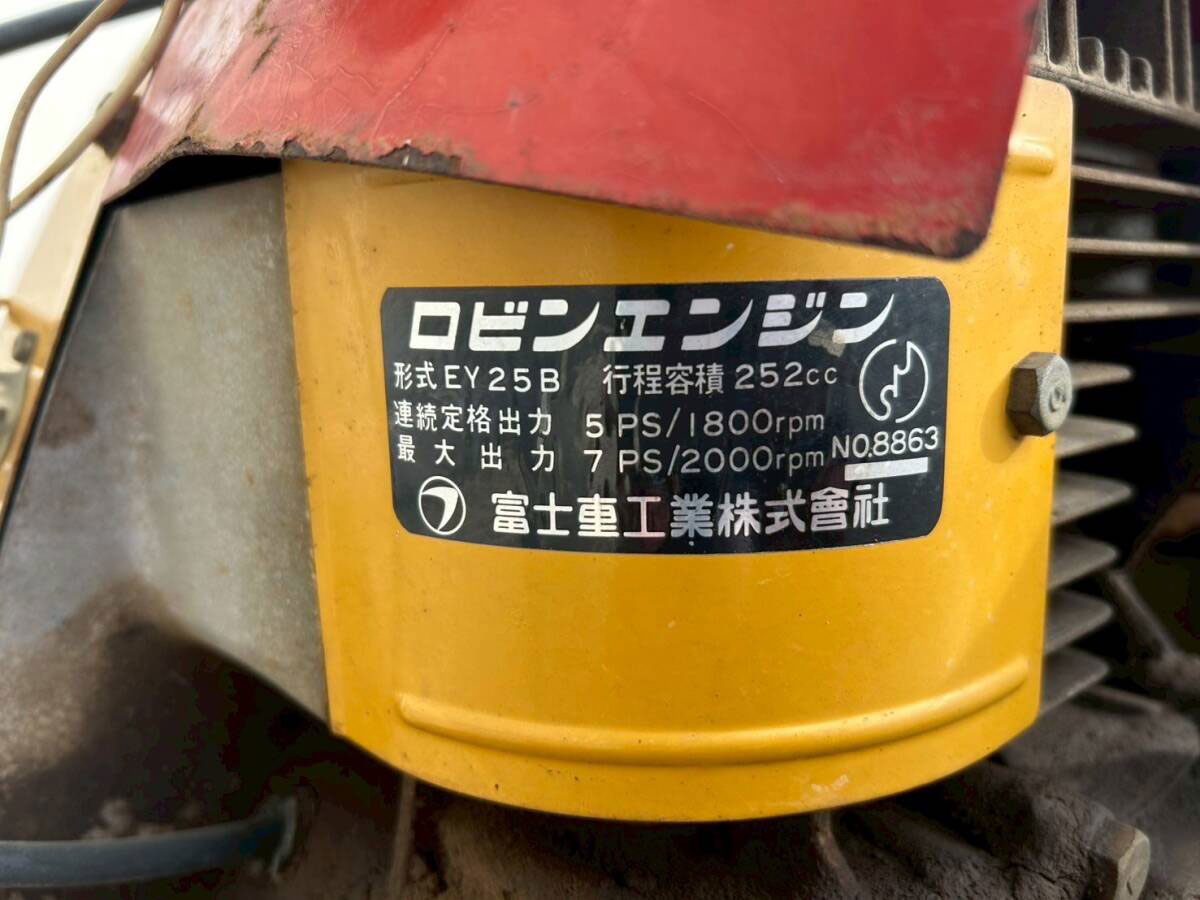 ロビンエンジン
形式 EY25B 行程容積 252cc
連続定格出力 5 PS/1800rpm
最大出力 7 PS/2000rpm
NO.8863
富士重工業株式會社